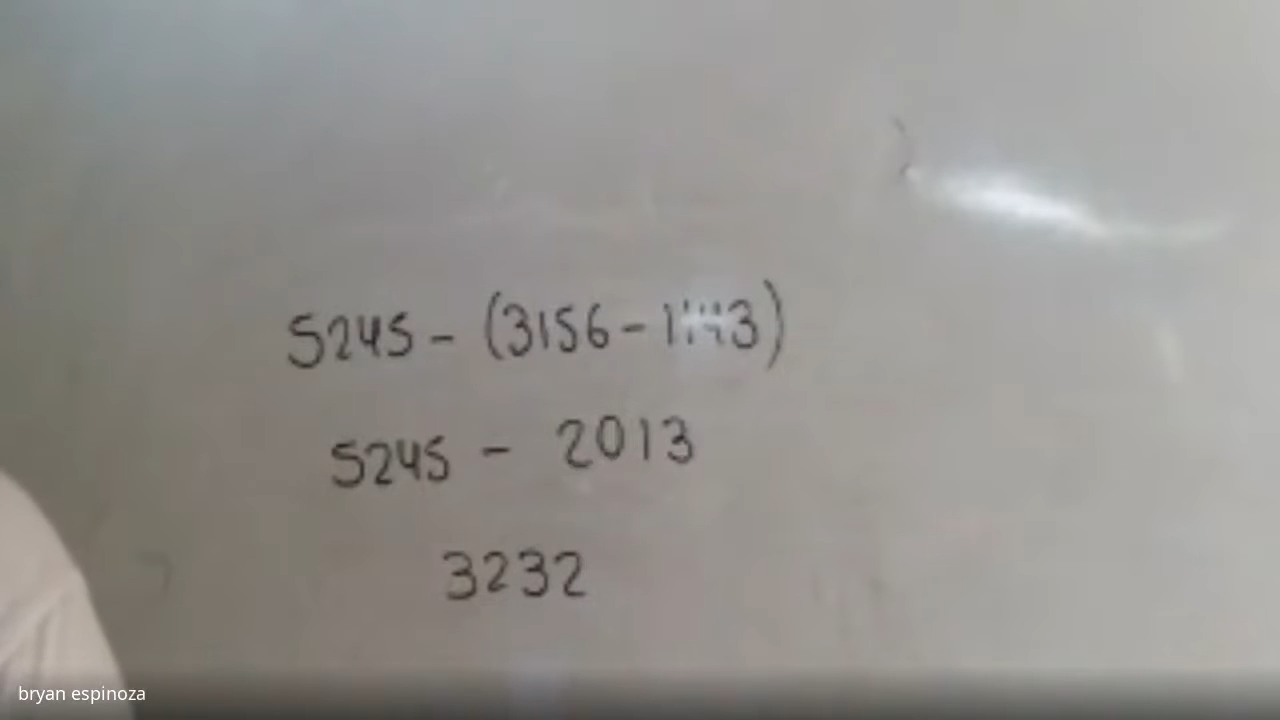 5245 - (3156 - 1143)
5245 - 2013
3232
bryan espinoza